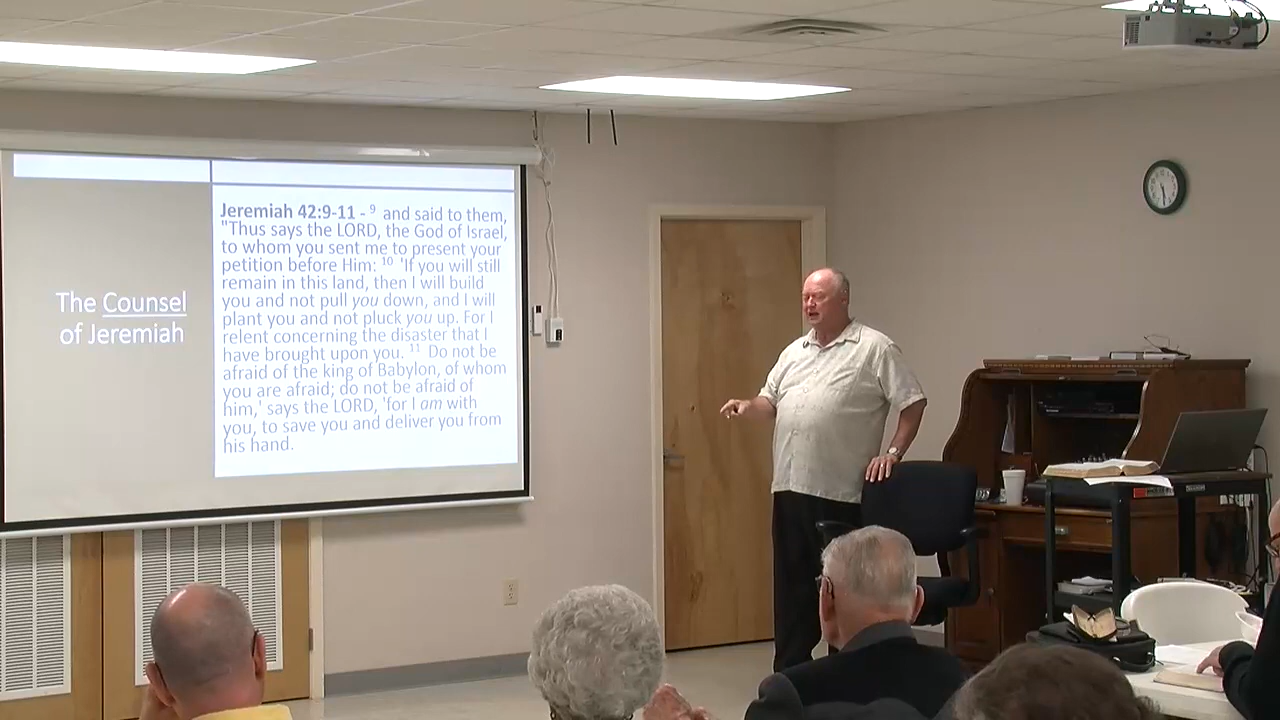 The Counsel
of Jeremiah
Jeremiah 42:9-11 - 9 and said to them,
"Thus says the LORD, the God of Israel,
to whom you sent me to present your
petition before Him: 10 'If you will still
remain in this land, then I will build
you and not pull you down, and I will
plant you and not pluck you up. For I
relent concerning the disaster that I
have brought upon you. 11 Do not be
afraid of the king of Babylon, of whom
you are afraid; do not be afraid of
him,' says the LORD, 'for I am with
you, to save you and deliver you from
his hand.